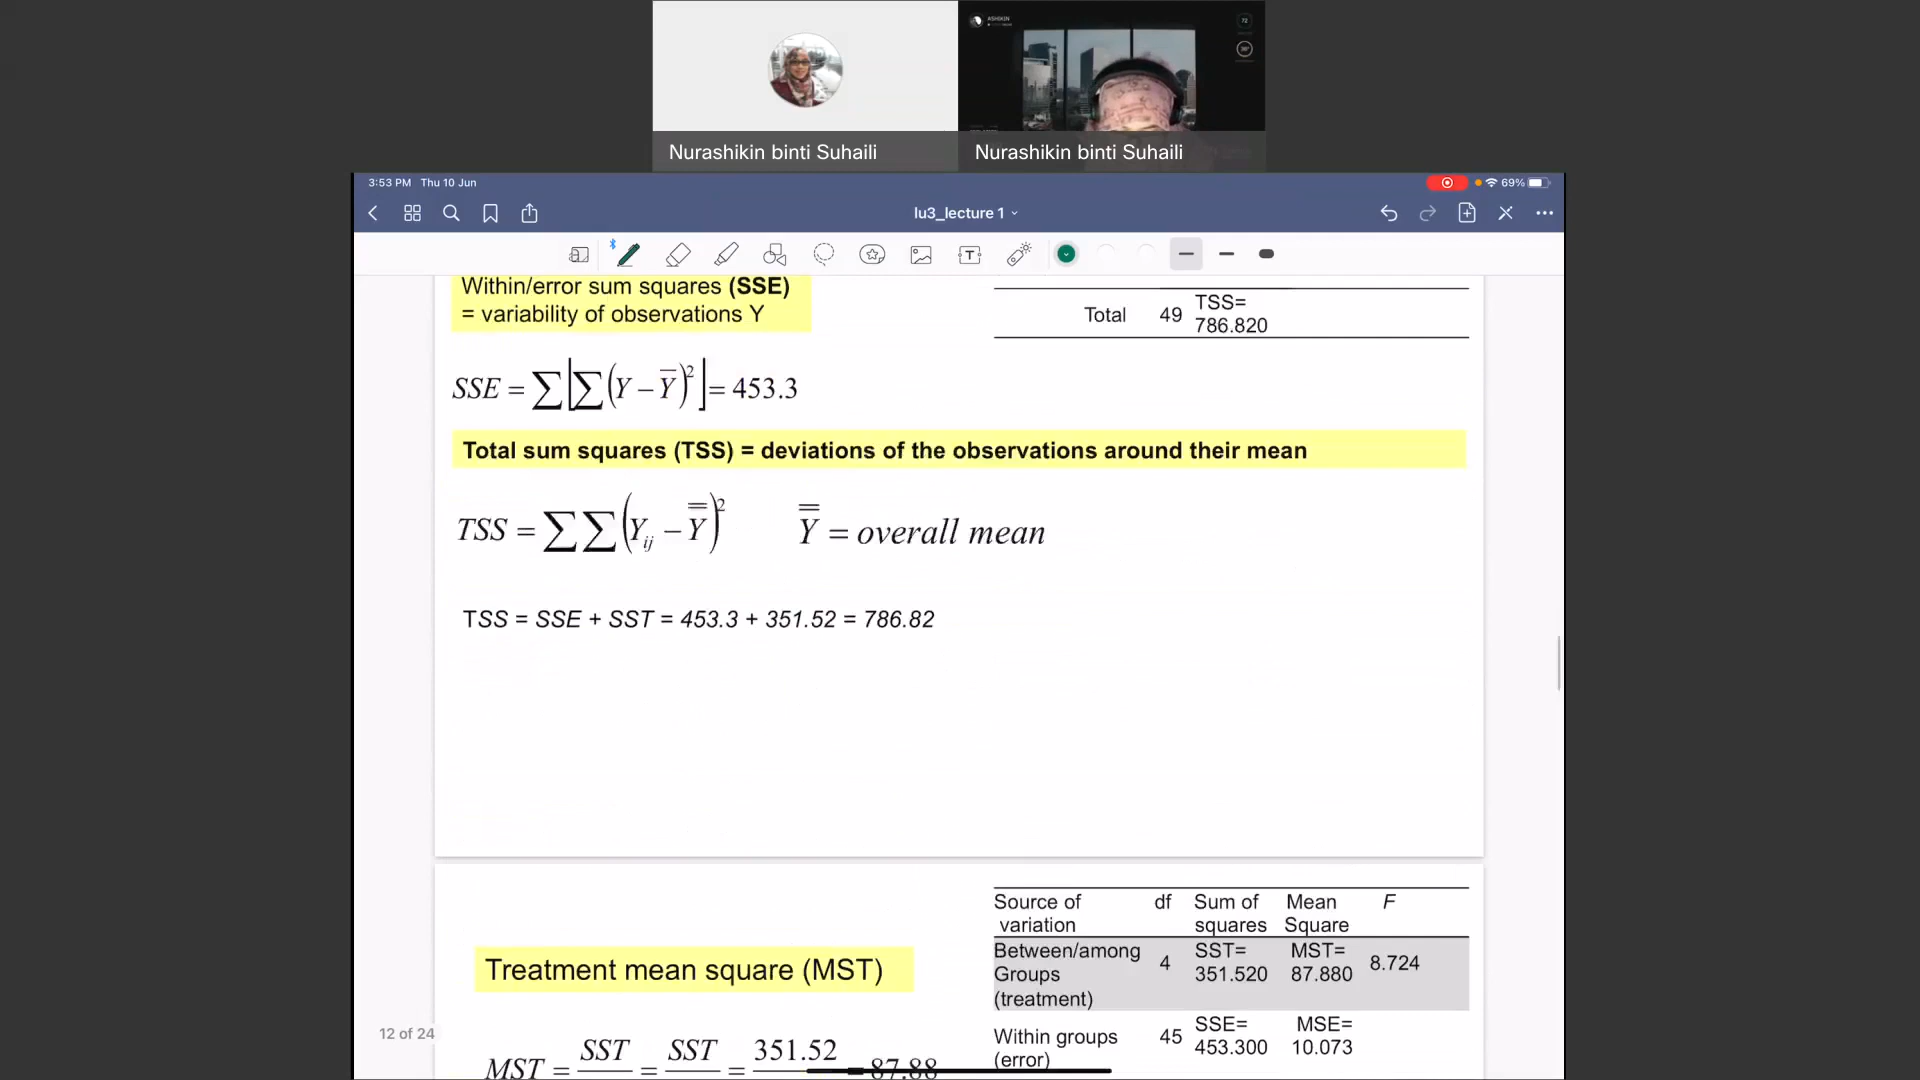 ASHIKIN
72
Nurashikin binti Suhaili
Nurashikin binti Suhaili
3:53 PM Thu 10 Jun
69%
lu3_lecture 1
Within/error sum squares (SSE)
= variability of observations Y
Total 49 TSS=
786.820
SSE = ∑[∑(Y − Y̅)²] = 453.3
Total sum squares (TSS) = deviations of the observations around their mean
TSS = ∑∑(Yij − Y̿)² Y̿ = overall mean
TSS = SSE + SST = 453.3 + 351.52 = 786.82
Source of variation df Sum of squares Mean Square F
Between/among Groups (treatment) 4 SST= 351.520 MST= 87.880 8.724
Treatment mean square (MST)
Within groups (error) 45 SSE= 453.300 MSE= 10.073
MST = SST = SST = 351.52 = 87.88
12 of 24